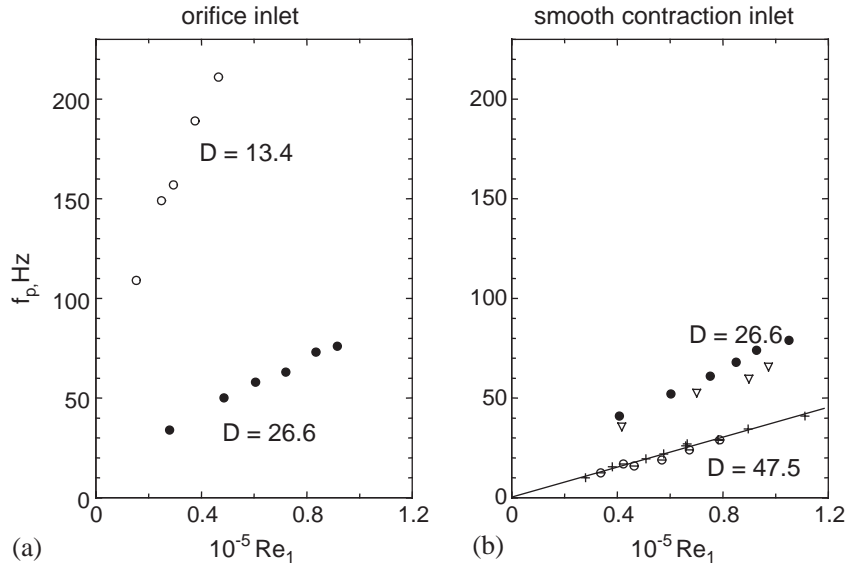 orifice inlet
smooth contraction inlet
200
150
100
50
0
f_p, Hz
D = 13.4
D = 26.6
0
0.4
0.8
1.2
(a)
10^-5 Re_1
200
150
100
50
0
D = 26.6
D = 47.5
0
0.4
0.8
1.2
(b)
10^-5 Re_1